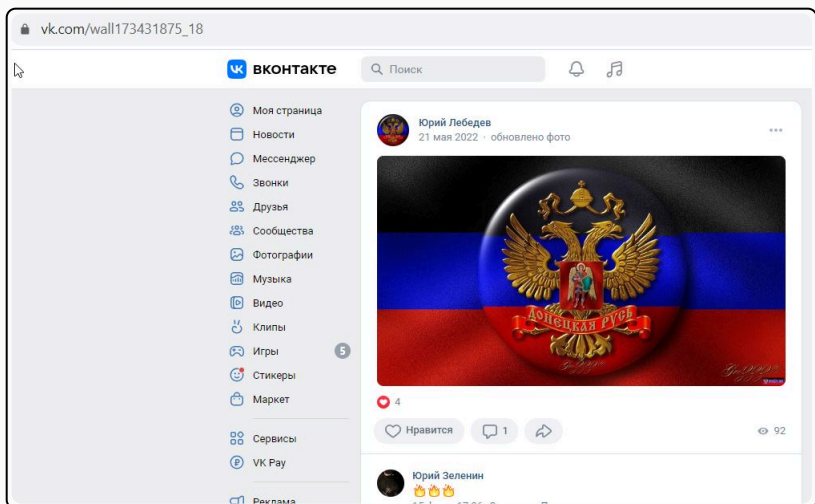 vk.com/wall173431875_18
вконтакте
Поиск
Моя страница
Новости
Мессенджер
Звонки
Друзья
Сообщества
Фотографии
Музыка
Видео
Клипы
Игры 5
Стикеры
Маркет
Сервисы
VK Pay
Реклама
Юрий Лебедев
21 мая 2022 · обновлено фото
ДОНЕЦКАЯ РУСЬ
4
Нравится 1
92
Юрий Зеленин